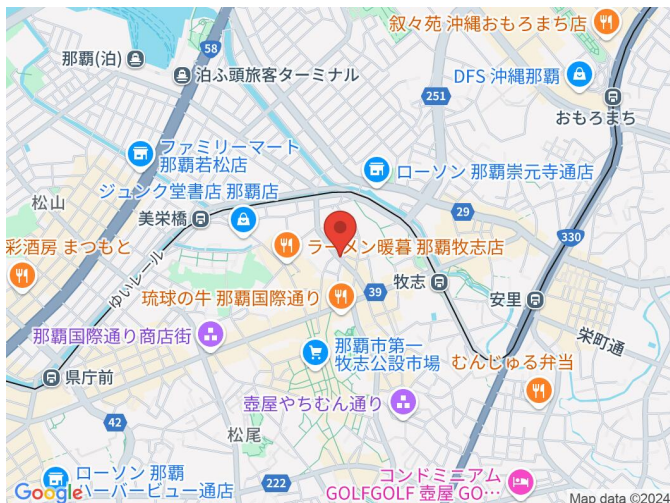 叙々苑 沖縄おもろまち店
58
那覇(泊)
泊ふ頭旅客ターミナル
DFS 沖縄那覇
251
おもろまち
ファミリーマート
那覇若松店
ローソン 那覇崇元寺通店
ジュンク堂書店 那覇店
松山
美栄橋
29
330
彩酒房 まつもと
ラーメン暖暮 那覇牧志店
ゆいレール
牧志
琉球の牛 那覇国際通り
39
安里
那覇国際通り商店街
栄町通
那覇市第一
牧志公設市場
むんじゅる弁当
県庁前
壺屋やちむん通り
42
松尾
222
ローソン 那覇
ハーバービュー通店
コンドミニアム
GOLFGOLF 壺屋 GO…
Google
Map data ©2024